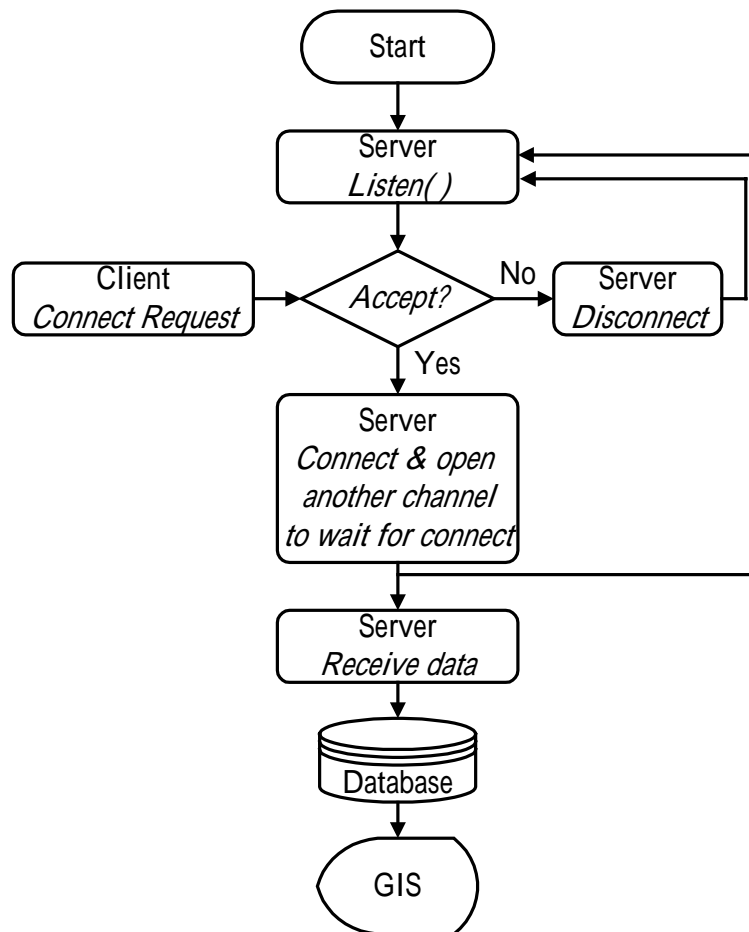 Start
Server
Listen( )
Client
Connect Request
Accept?
No
Server
Disconnect
Yes
Server
Connect & open
another channel
to wait for connect
Server
Receive data
Database
GIS